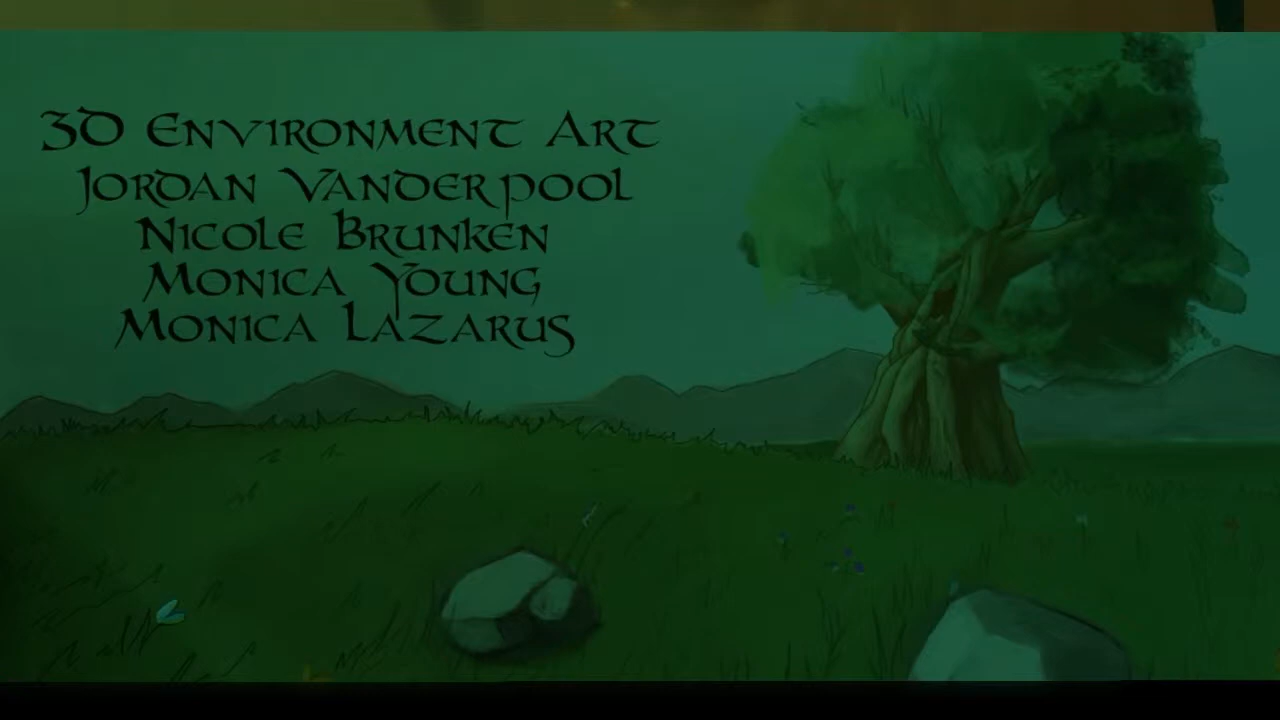 3D Environment Art
Jordan Vanderpool
Nicole Brunken
Monica Young
Monica Lazarus